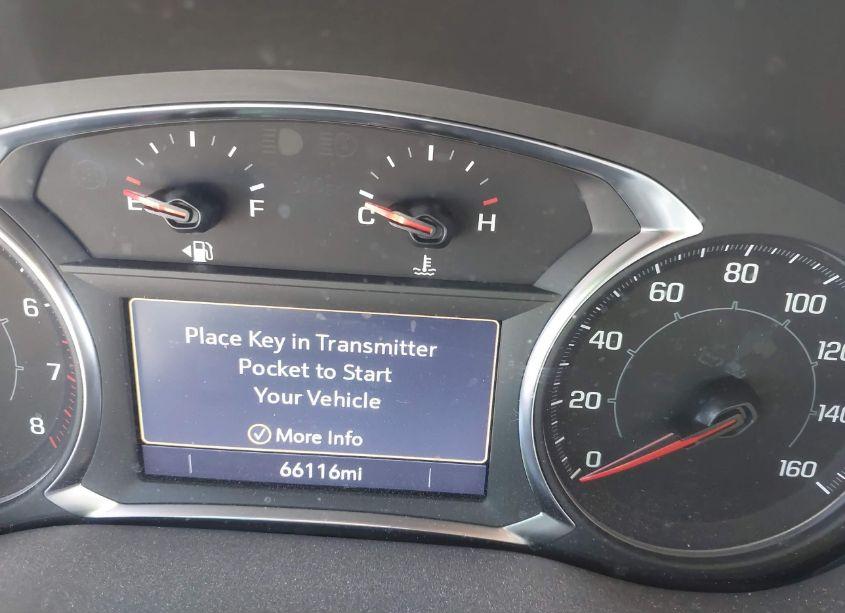 E F
C H
Place Key in Transmitter
Pocket to Start
Your Vehicle
More Info
66116mi
6
7
8
0
20
40
60
80
100
120
140
160